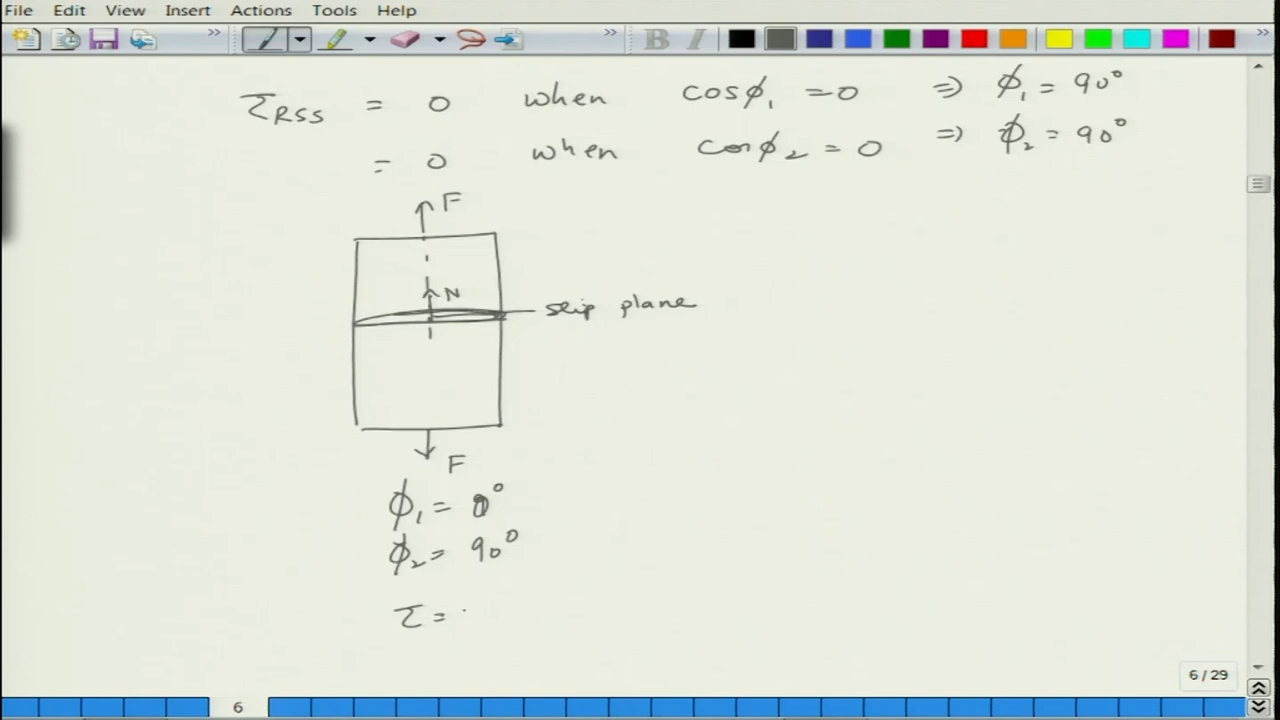 File Edit View Insert Actions Tools Help
B I
τRSS = 0 when cosϕ1 = 0 ⇒ ϕ1 = 90°
= 0 when cosϕ2 = 0 ⇒ ϕ2 = 90°
F
N
slip plane
F
ϕ1 = 0°
ϕ2 = 90°
τ =
6 / 29
6